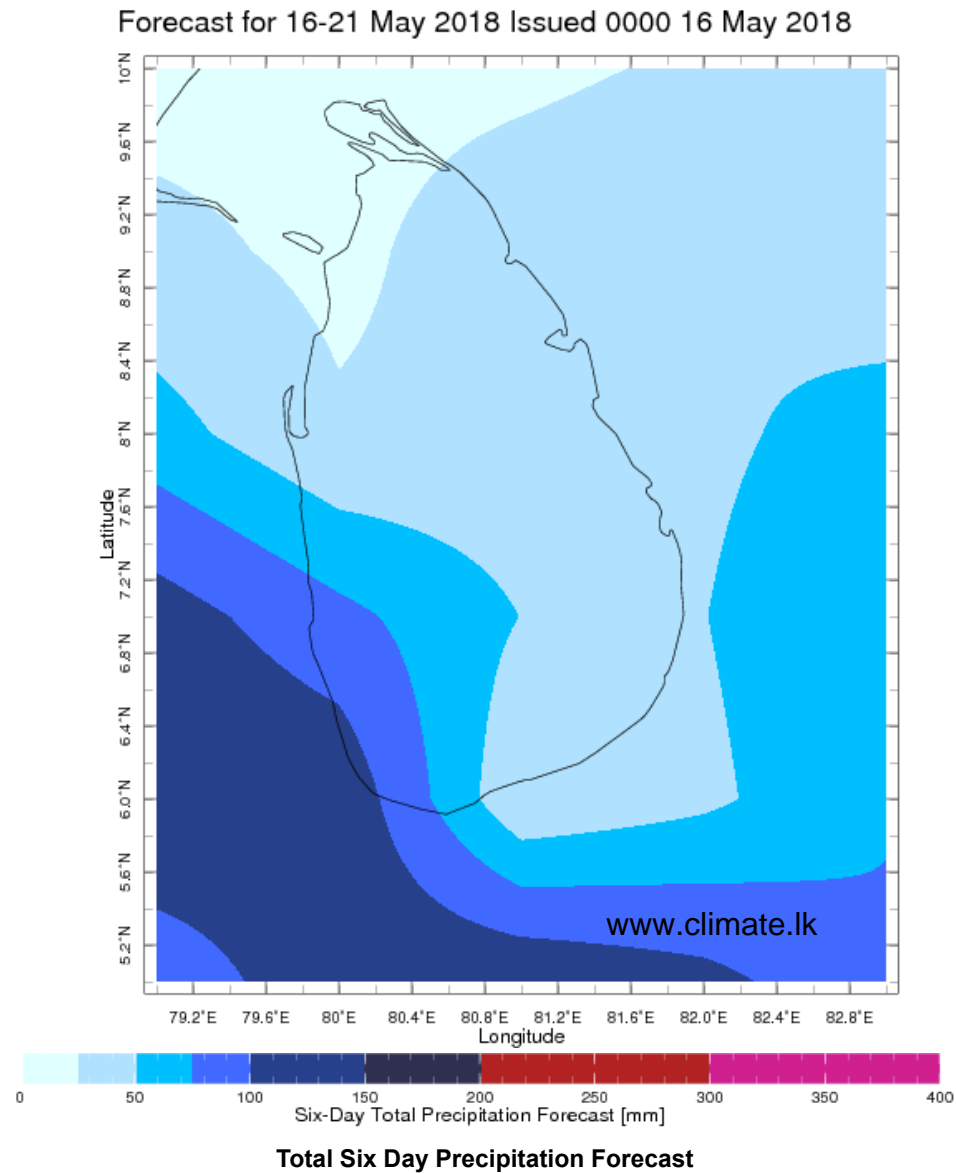 Forecast for 16-21 May 2018 Issued 0000 16 May 2018
10°N
9.6°N
9.2°N
8.8°N
8.4°N
8°N
7.6°N
7.2°N
6.8°N
6.4°N
6.0°N
5.6°N
5.2°N
Latitude
www.climate.lk
79.2°E 79.6°E 80°E 80.4°E 80.8°E 81.2°E 81.6°E 82.0°E 82.4°E 82.8°E
Longitude
0 50 100 150 200 250 300 350 400
Six-Day Total Precipitation Forecast [mm]
Total Six Day Precipitation Forecast